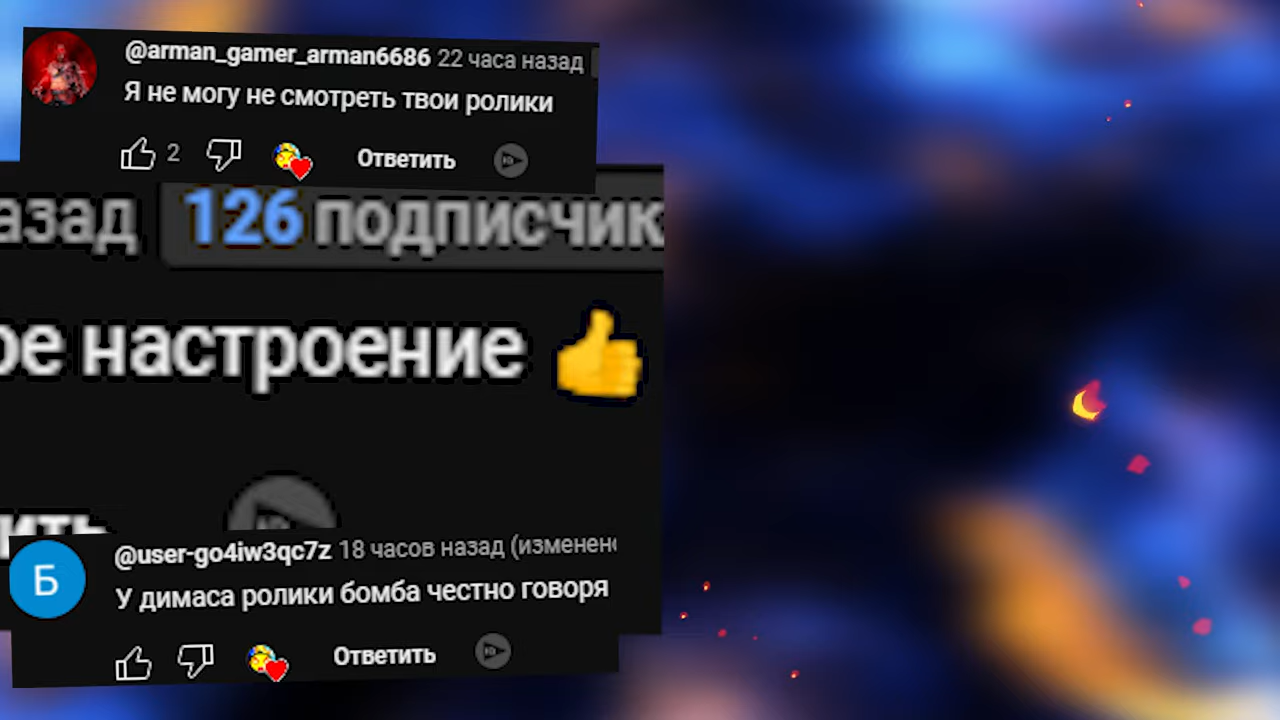 @arman_gamer_arman6686 22 часа назад
Я не могу не смотреть твои ролики
2
Ответить
азад 126 подписчик
ре настроение
ить
Б
@user-go4iw3qc7z 18 часов назад (изменено
У димаса ролики бомба честно говоря
Ответить